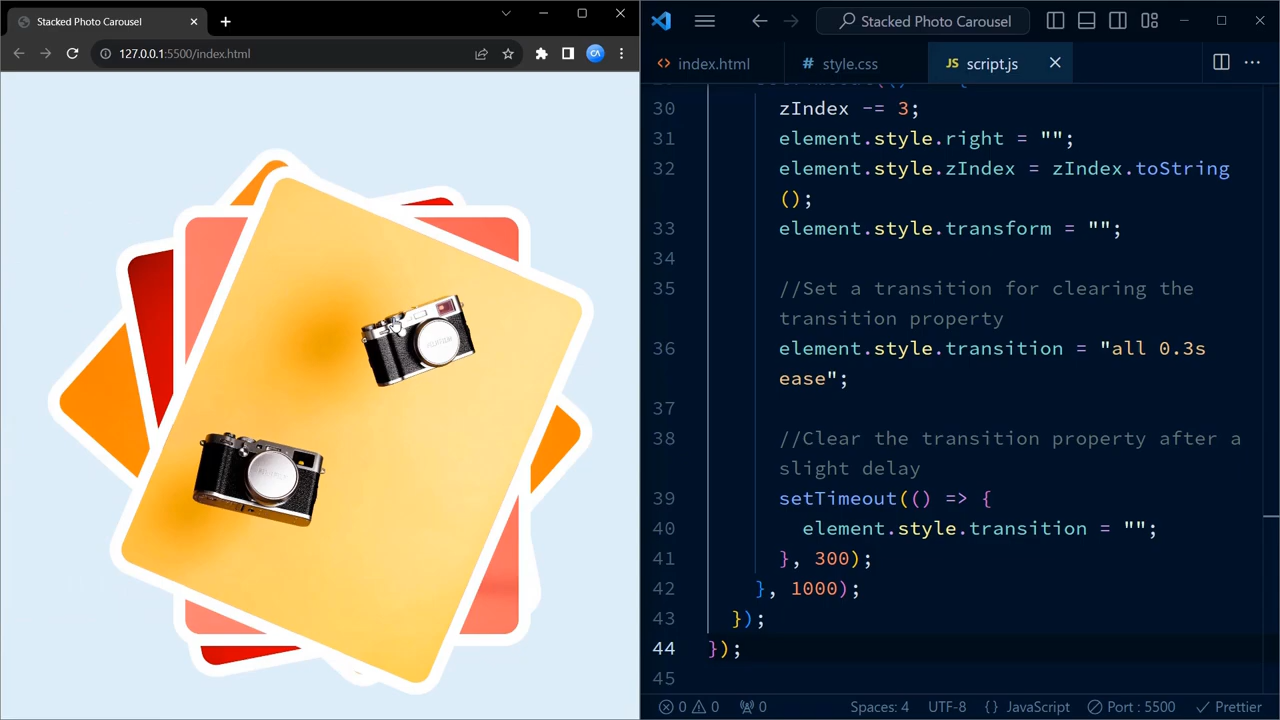 Stacked Photo Carousel
127.0.0.1:5500/index.html
CA
Stacked Photo Carousel
index.html
# style.css
JS script.js
30 zIndex -= 3;
31 element.style.right = "";
32 element.style.zIndex = zIndex.toString
();
33 element.style.transform = "";
34
35 //Set a transition for clearing the
transition property
36 element.style.transition = "all 0.3s
ease";
37
38 //Clear the transition property after a
slight delay
39 setTimeout(() => {
40 element.style.transition = "";
41 }, 300);
42 }, 1000);
43 });
44 });
45
0 0 0 Spaces: 4 UTF-8 {} JavaScript Port : 5500 Prettier